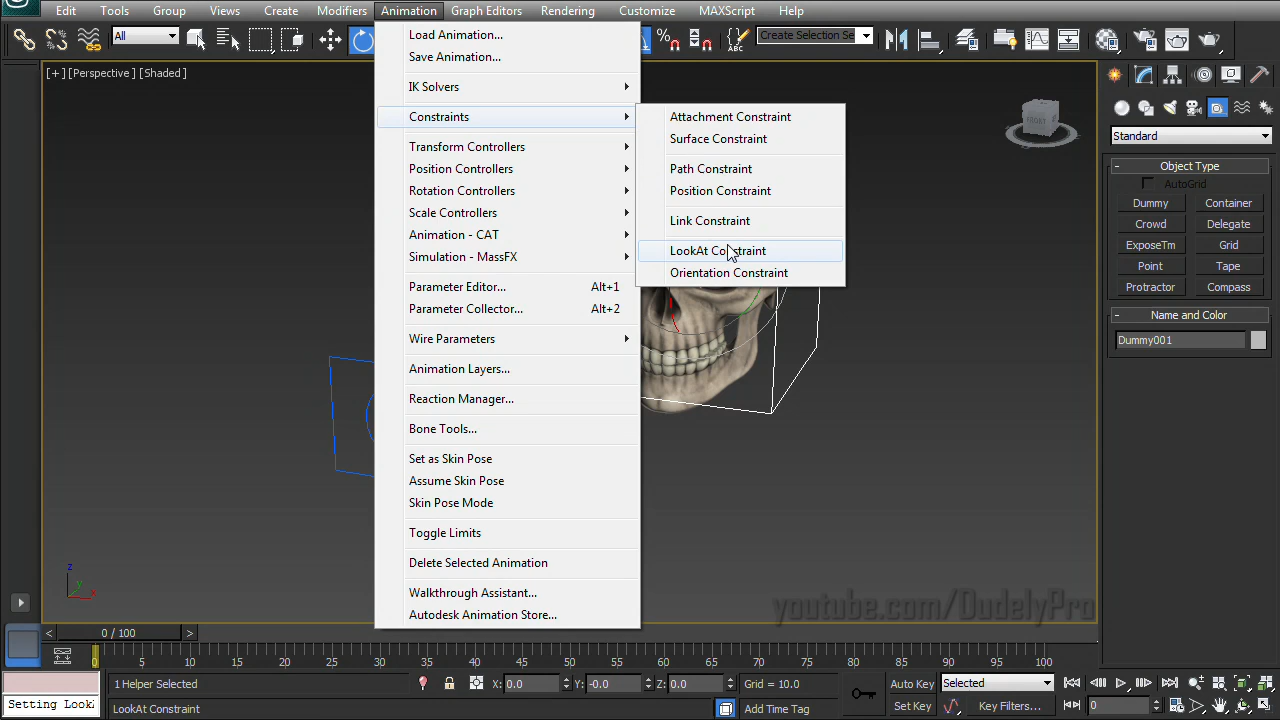 Edit Tools Group Views Create Modifiers Animation Graph Editors Rendering Customize MAXScript Help
All
Create Selection Se
ABC
[+] [Perspective] [Shaded]
FRONT
Load Animation...
Save Animation...
IK Solvers
Constraints
Transform Controllers
Position Controllers
Rotation Controllers
Scale Controllers
Animation - CAT
Simulation - MassFX
Parameter Editor... Alt+1
Parameter Collector... Alt+2
Wire Parameters
Animation Layers...
Reaction Manager...
Bone Tools...
Set as Skin Pose
Assume Skin Pose
Skin Pose Mode
Toggle Limits
Delete Selected Animation
Walkthrough Assistant...
Autodesk Animation Store...
Attachment Constraint
Surface Constraint
Path Constraint
Position Constraint
Link Constraint
LookAt Constraint
Orientation Constraint
Standard
- Object Type
AutoGrid
Dummy Container
Crowd Delegate
ExposeTm Grid
Point Tape
Protractor Compass
- Name and Color
Dummy001
z
y
x
youtube.com/DudelyPro
< 0 / 100 >
0 5 10 15 20 25 30 35 40 45 50 55 60 65 70 75 80 85 90 95 100
1 Helper Selected X: 0.0 Y: -0.0 Z: 0.0 Grid = 10.0 Auto Key Selected
Setting Look
LookAt Constraint Add Time Tag Set Key Key Filters... 0